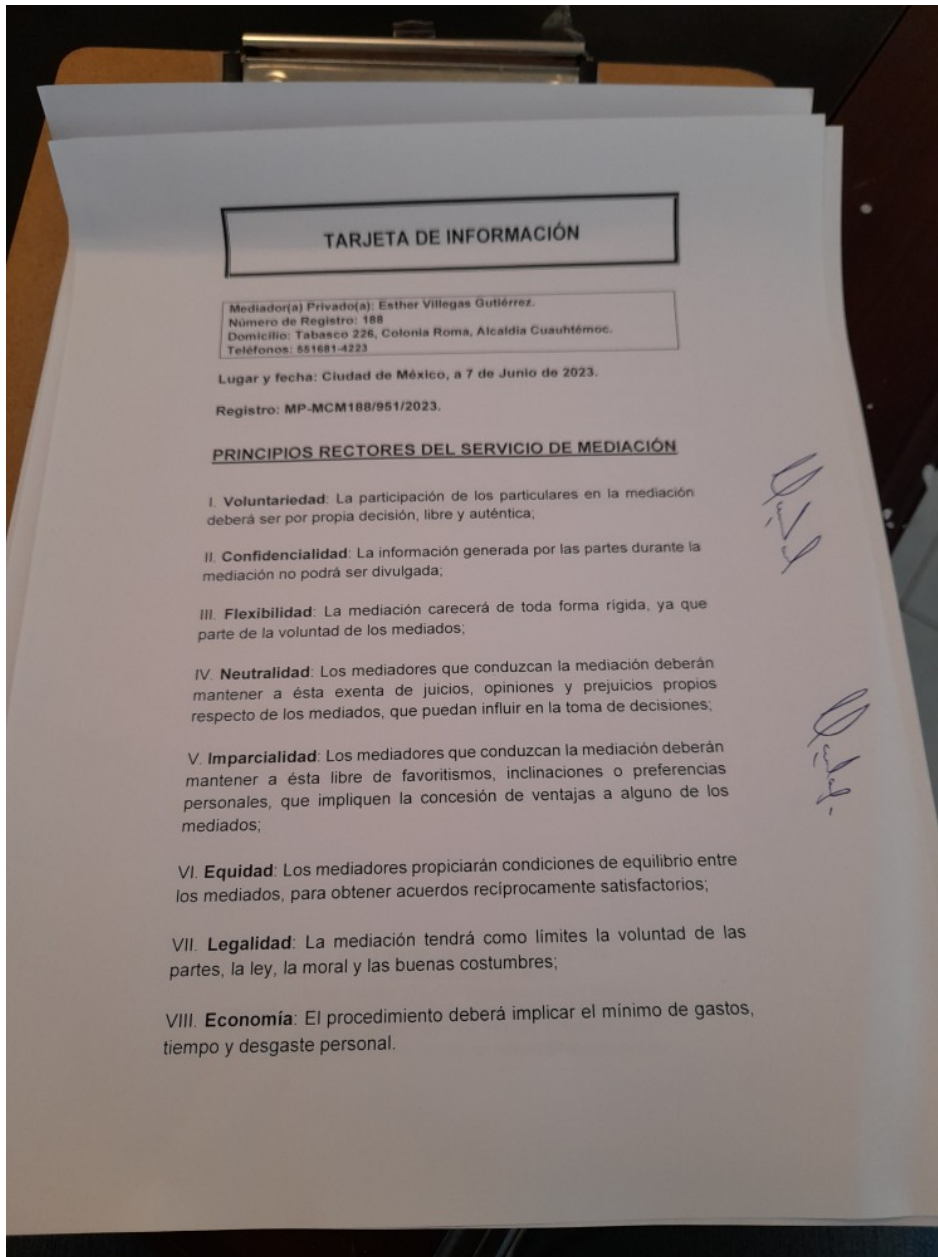 TARJETA DE INFORMACIÓN
Mediador(a) Privado(a): Esther Villegas Gutiérrez.
Número de Registro: 188
Domicilio: Tabasco 226, Colonia Roma, Alcaldía Cuauhtémoc.
Teléfonos: 551681-4223
Lugar y fecha: Ciudad de México, a 7 de Junio de 2023.
Registro: MP-MCM188/951/2023.
PRINCIPIOS RECTORES DEL SERVICIO DE MEDIACIÓN
I. Voluntariedad: La participación de los particulares en la mediación
deberá ser por propia decisión, libre y auténtica;
II. Confidencialidad: La información generada por las partes durante la
mediación no podrá ser divulgada;
III. Flexibilidad: La mediación carecerá de toda forma rígida, ya que
parte de la voluntad de los mediados;
IV. Neutralidad: Los mediadores que conduzcan la mediación deberán
mantener a ésta exenta de juicios, opiniones y prejuicios propios
respecto de los mediados, que puedan influir en la toma de decisiones;
V. Imparcialidad: Los mediadores que conduzcan la mediación deberán
mantener a ésta libre de favoritismos, inclinaciones o preferencias
personales, que impliquen la concesión de ventajas a alguno de los
mediados;
VI. Equidad: Los mediadores propiciarán condiciones de equilibrio entre
los mediados, para obtener acuerdos recíprocamente satisfactorios;
VII. Legalidad: La mediación tendrá como límites la voluntad de las
partes, la ley, la moral y las buenas costumbres;
VIII. Economía: El procedimiento deberá implicar el mínimo de gastos,
tiempo y desgaste personal.